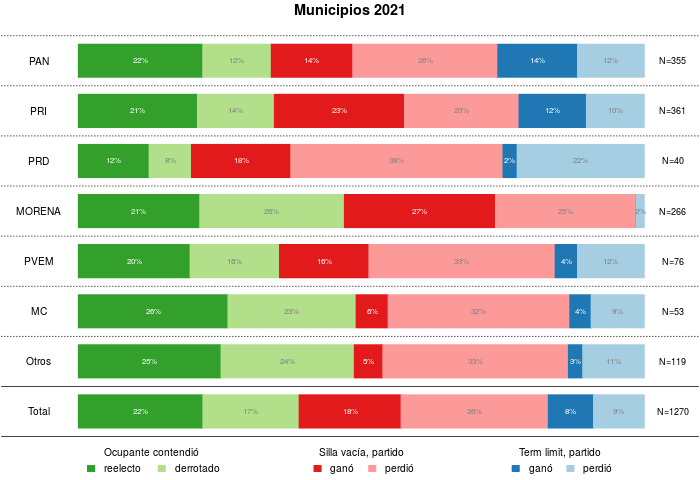 Municipios 2021
PAN 22% 12% 14% 26% 14% 12% N=355
PRI 21% 14% 23% 20% 12% 10% N=361
PRD 12% 8% 18% 38% 2% 22% N=40
MORENA 21% 26% 27% 25% 2% N=266
PVEM 20% 16% 16% 33% 4% 12% N=76
MC 26% 23% 6% 32% 4% 9% N=53
Otros 25% 24% 5% 33% 3% 11% N=119
Total 22% 17% 18% 26% 8% 9% N=1270
Ocupante contendió Silla vacía, partido Term limit, partido
reelecto derrotado ganó perdió ganó perdió